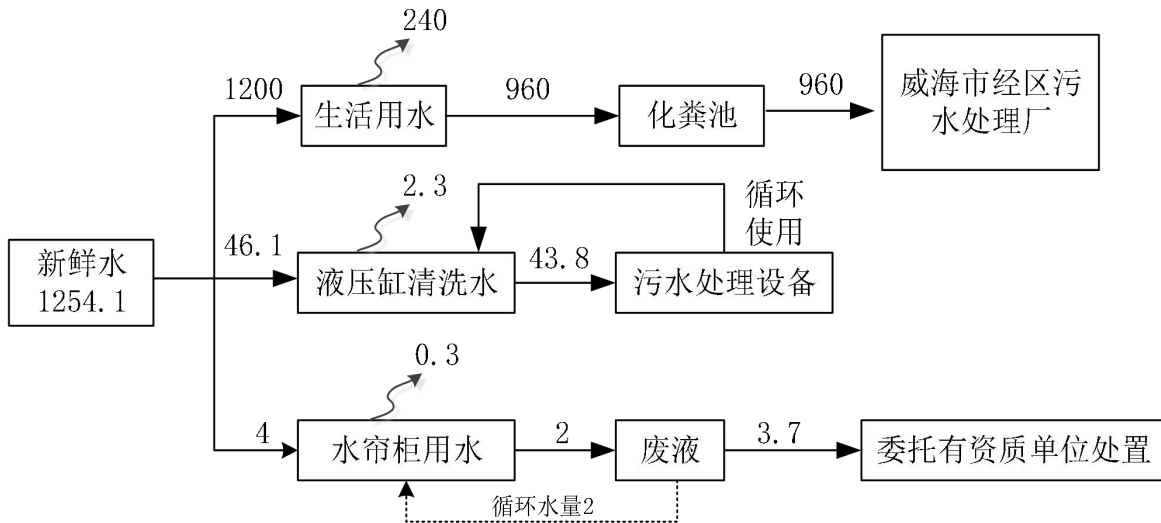 240
1200
生活用水
960
化粪池
960
威海市经区污
水处理厂
2.3
循环
使用
新鲜水
1254.1
46.1
液压缸清洗水
43.8
污水处理设备
0.3
4
水帘柜用水
2
废液
3.7
委托有资质单位处置
循环水量2